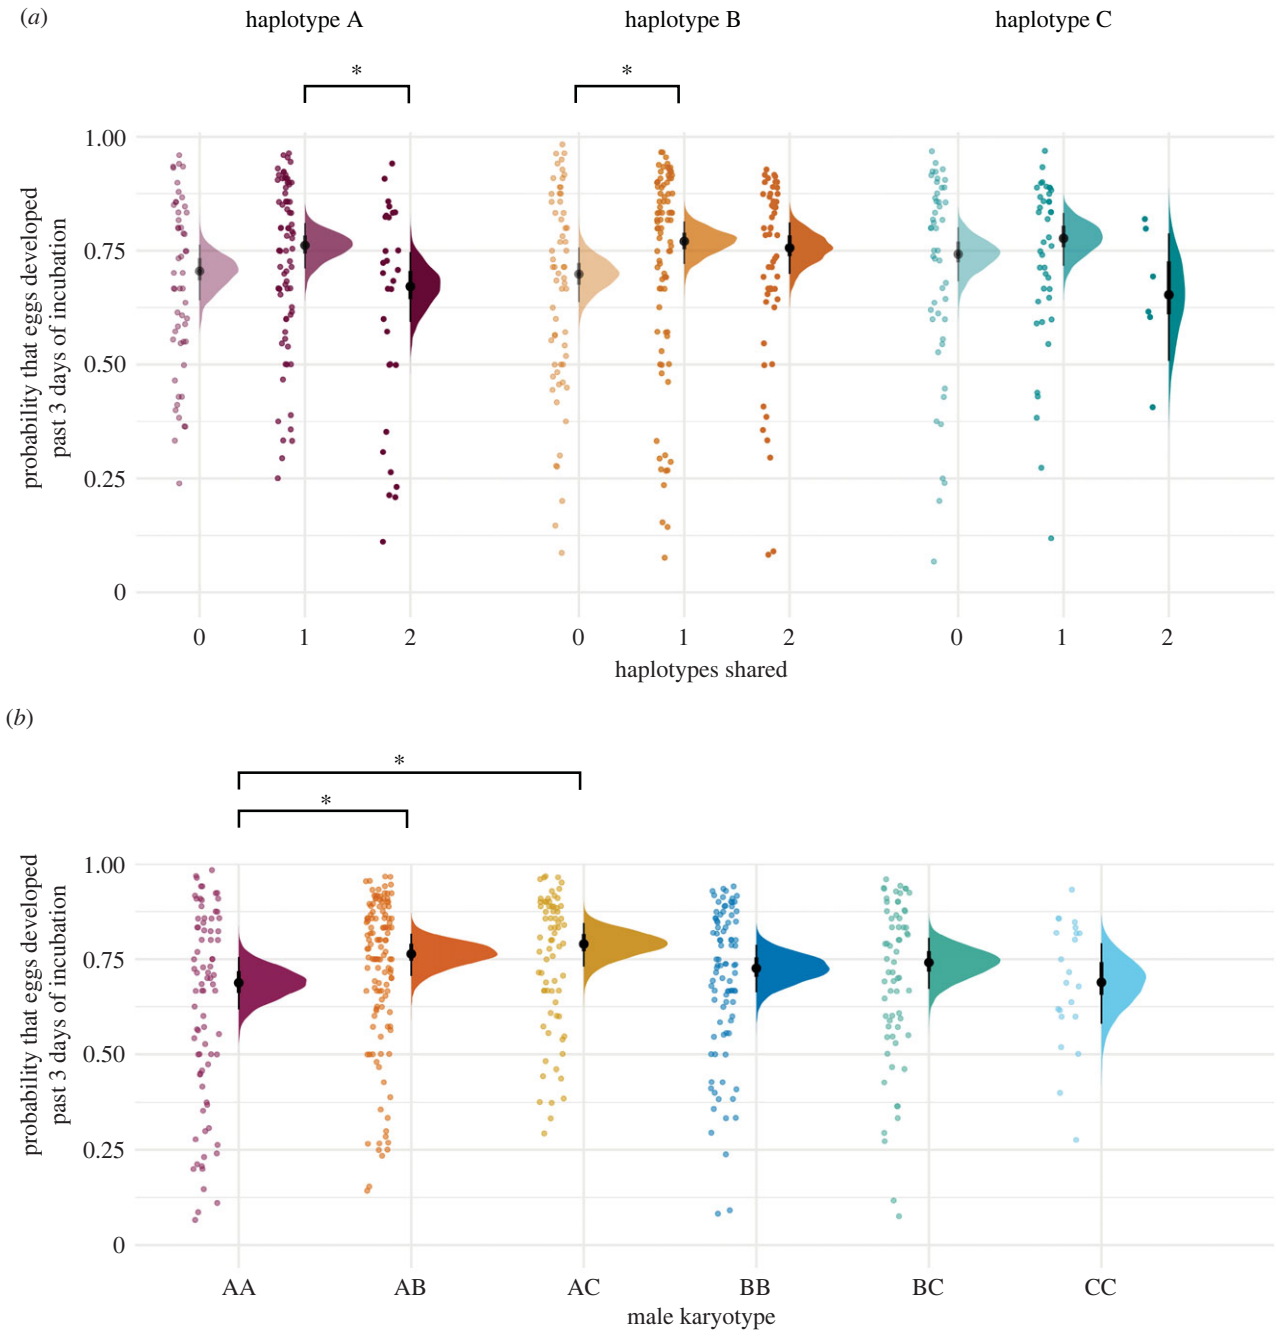 (a)
haplotype A haplotype B haplotype C
* *
1.00
0.75
0.50
0.25
0
probability that eggs developed
past 3 days of incubation
0 1 2 0 1 2 0 1 2
haplotypes shared
(b)
*
*
1.00
0.75
0.50
0.25
0
probability that eggs developed
past 3 days of incubation
AA AB AC BB BC CC
male karyotype